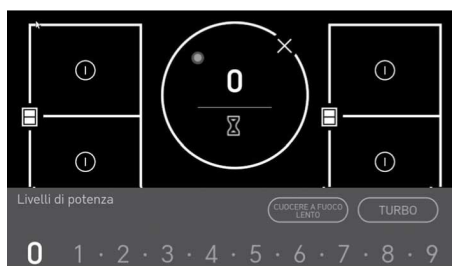 0
Livelli di potenza
CUOCERE A FUOCO
LENTO
TURBO
0 1 · 2 · 3 · 4 · 5 · 6 · 7 · 8 · 9